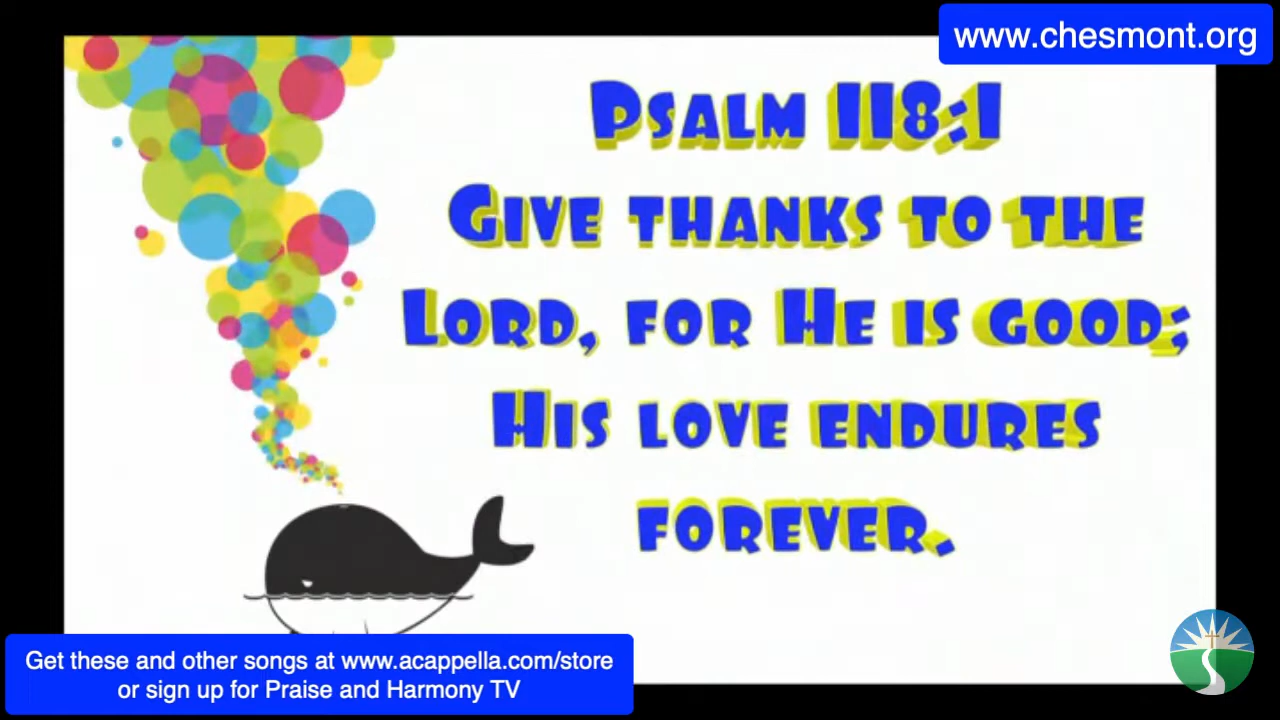 www.chesmont.org
Psalm 118:1
Give thanks to the
Lord, for He is good;
His love endures
forever.
Get these and other songs at www.acappella.com/store
or sign up for Praise and Harmony TV